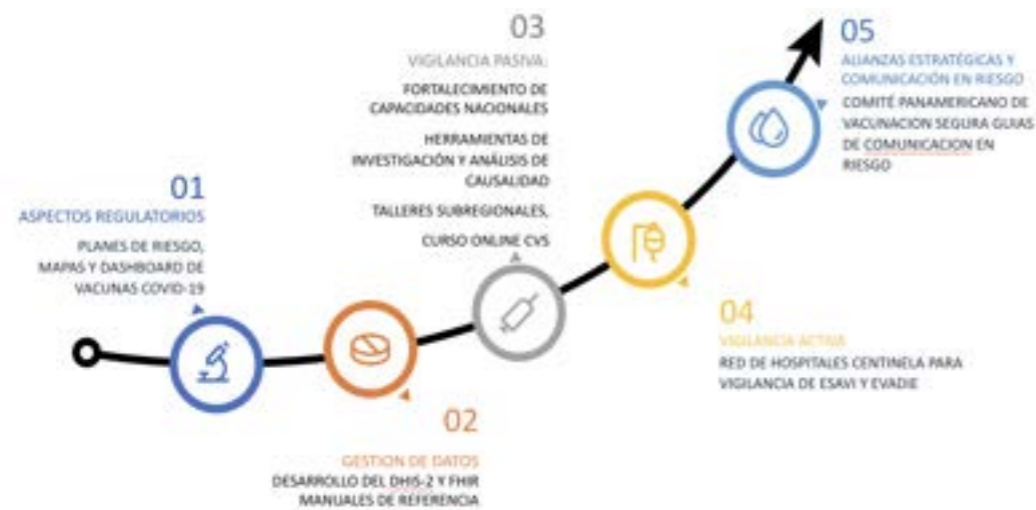 01
ASPECTOS REGULATORIOS
PLANES DE RIESGO,
MAPAS Y DASHBOARD DE
VACUNAS COVID-19
02
GESTION DE DATOS
DESARROLLO DEL DHIS-2 Y FHIR
MANUALES DE REFERENCIA
03
VIGILANCIA PASIVA:
FORTALECIMIENTO DE
CAPACIDADES NACIONALES
HERRAMIENTAS DE
INVESTIGACIÓN Y ANÁLISIS DE
CAUSALIDAD
TALLERES SUBREGIONALES,
CURSO ONLINE CVS
04
VIGILANCIA ACTIVA
RED DE HOSPITALES CENTINELA PARA
VIGILANCIA DE ESAVI Y EVADIE
05
ALIANZAS ESTRATÉGICAS Y
COMUNICACIÓN EN RIESGO
COMITÉ PANAMERICANO DE
VACUNACION SEGURA GUIAS
DE COMUNICACION EN
RIESGO